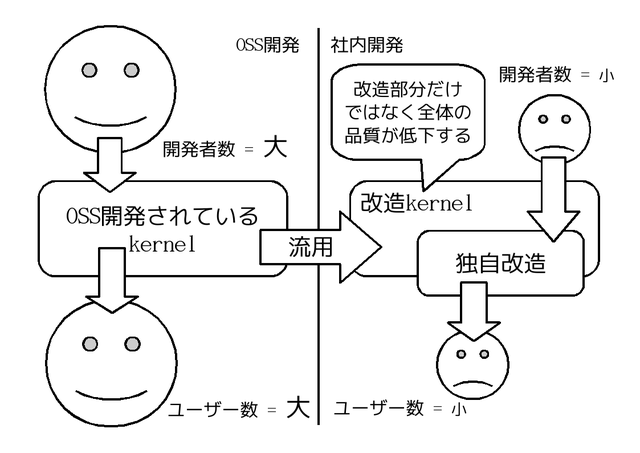 OSS開発
開発者数 = 大
OSS開発されている
kernel
ユーザー数 = 大
流用
社内開発
開発者数 = 小
改造部分だけ
ではなく全体の
品質が低下する
改造kernel
独自改造
ユーザー数 = 小